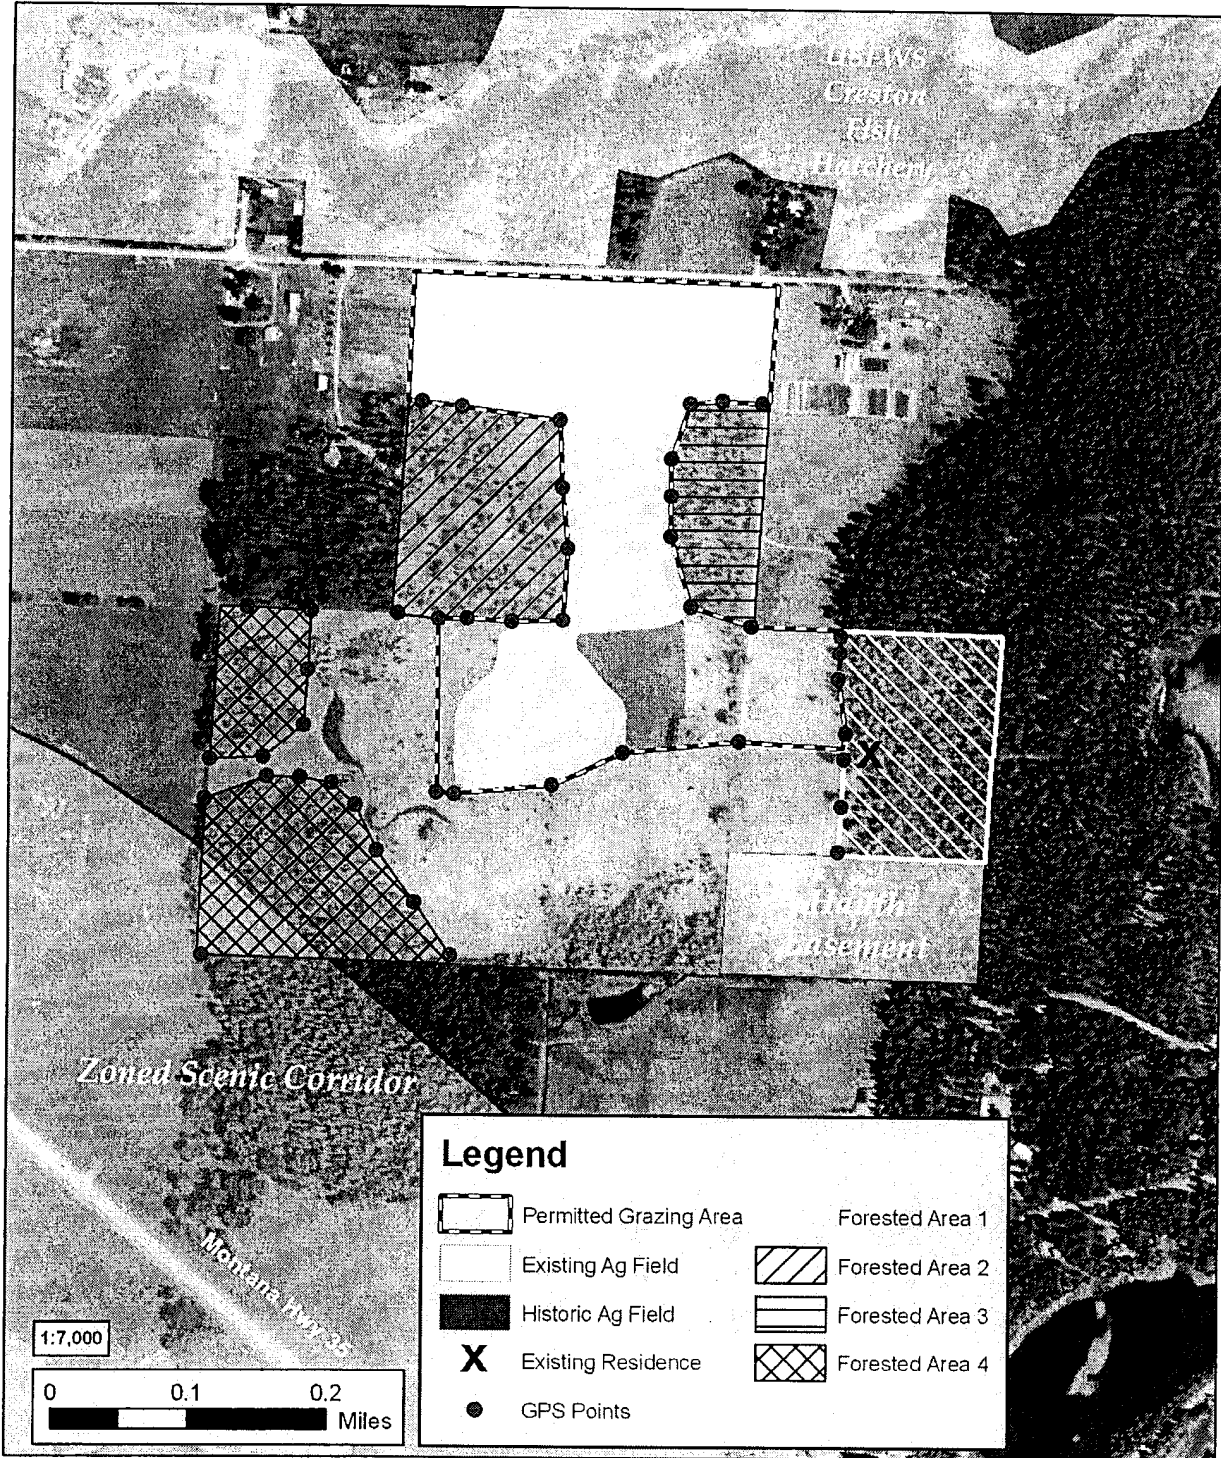 USFWS
Creston
Fish
Hatchery
Easement
Zoned Scenic Corridor
Montana Hwy 35
Legend
Permitted Grazing Area
Existing Ag Field
Historic Ag Field
X Existing Residence
GPS Points
Forested Area 1
Forested Area 2
Forested Area 3
Forested Area 4
X
1:7,000
0 0.1 0.2
Miles